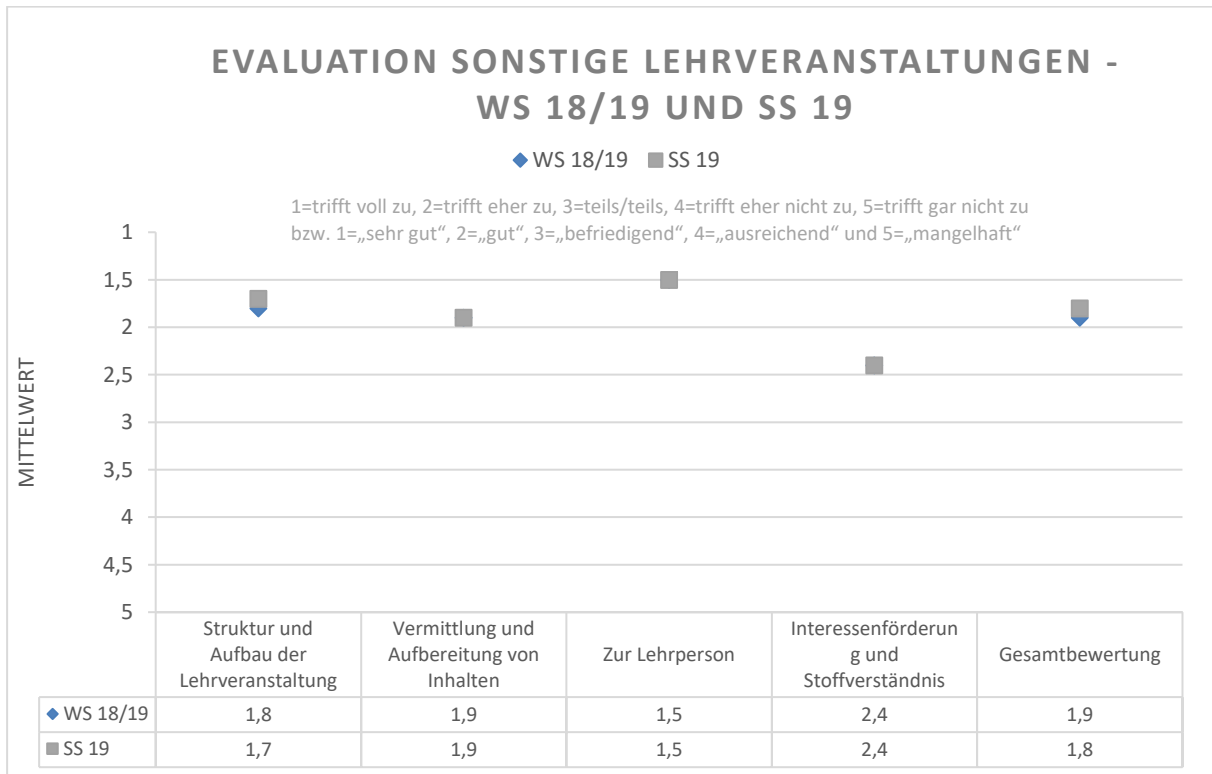 EVALUATION SONSTIGE LEHRVERANSTALTUNGEN -
WS 18/19 UND SS 19
WS 18/19 SS 19
1=trifft voll zu, 2=trifft eher zu, 3=teils/teils, 4=trifft eher nicht zu, 5=trifft gar nicht zu
bzw. 1=„sehr gut“, 2=„gut“, 3=„befriedigend“, 4=„ausreichend“ und 5=„mangelhaft“
MITTELWERT
1
1,5
2
2,5
3
3,5
4
4,5
5
Struktur und
Aufbau der
Lehrveranstaltung
Vermittlung und
Aufbereitung von
Inhalten
Zur Lehrperson
Interessenförderun
g und
Stoffverständnis
Gesamtbewertung
WS 18/19 1,8 1,9 1,5 2,4 1,9
SS 19 1,7 1,9 1,5 2,4 1,8